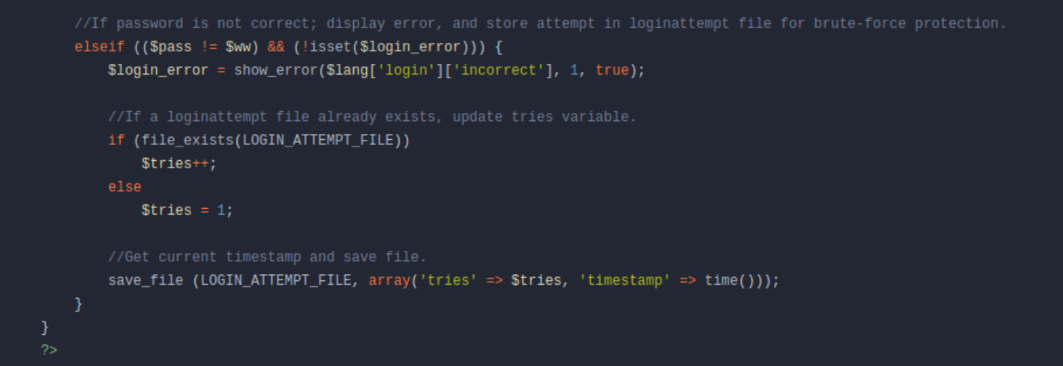 //If password is not correct; display error, and store attempt in loginattempt file for brute-force protection.
elseif (($pass != $ww) && (!isset($login_error))) {
$login_error = show_error($lang['login']['incorrect'], 1, true);
//If a loginattempt file already exists, update tries variable.
if (file_exists(LOGIN_ATTEMPT_FILE))
$tries++;
else
$tries = 1;
//Get current timestamp and save file.
save_file (LOGIN_ATTEMPT_FILE, array('tries' => $tries, 'timestamp' => time()));
}
}
?>